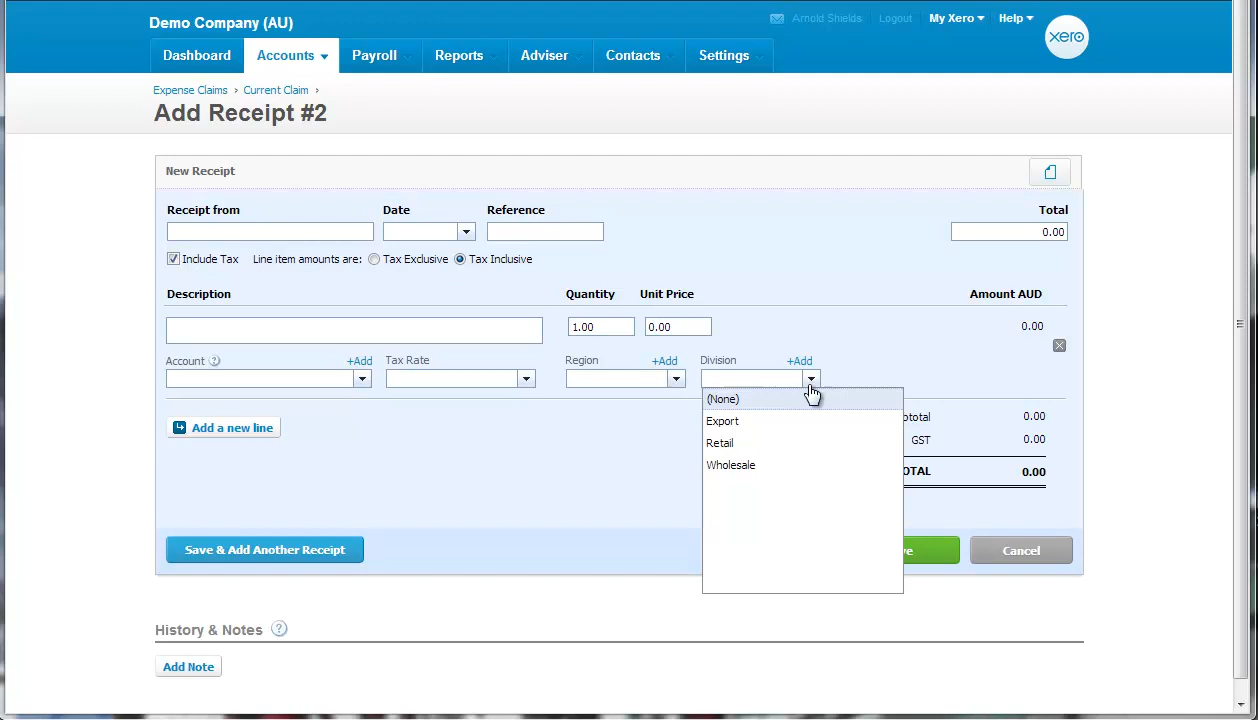 Demo Company (AU)
Arnold Shields Logout My Xero Help
xero
Dashboard Accounts Payroll Reports Adviser Contacts Settings
Expense Claims › Current Claim ›
Add Receipt #2
New Receipt
Receipt from Date Reference Total
0.00
Include Tax Line item amounts are: Tax Exclusive Tax Inclusive
Description Quantity Unit Price Amount AUD
1.00 0.00 0.00
Account ? +Add Tax Rate Region +Add Division +Add
(None)
Export
Retail
Wholesale
Add a new line
ototal 0.00
GST 0.00
OTAL 0.00
Save & Add Another Receipt ve Cancel
History & Notes ?
Add Note